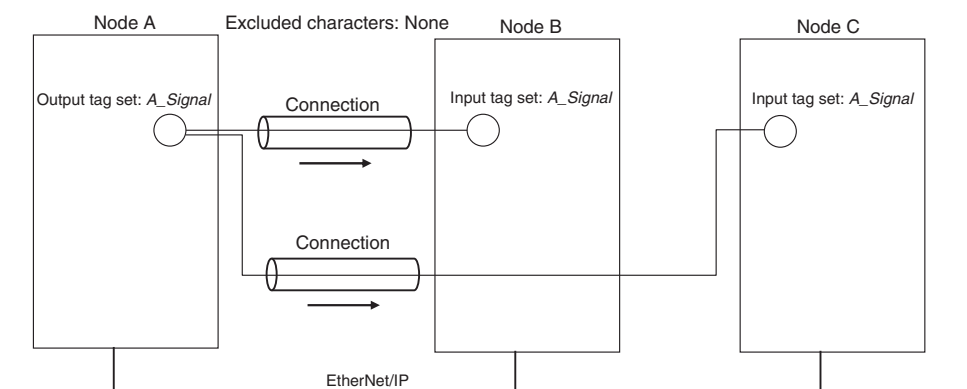 Node A
Excluded characters: None
Node B
Node C
Output tag set: A_Signal
Connection
Input tag set: A_Signal
Input tag set: A_Signal
Connection
EtherNet/IP